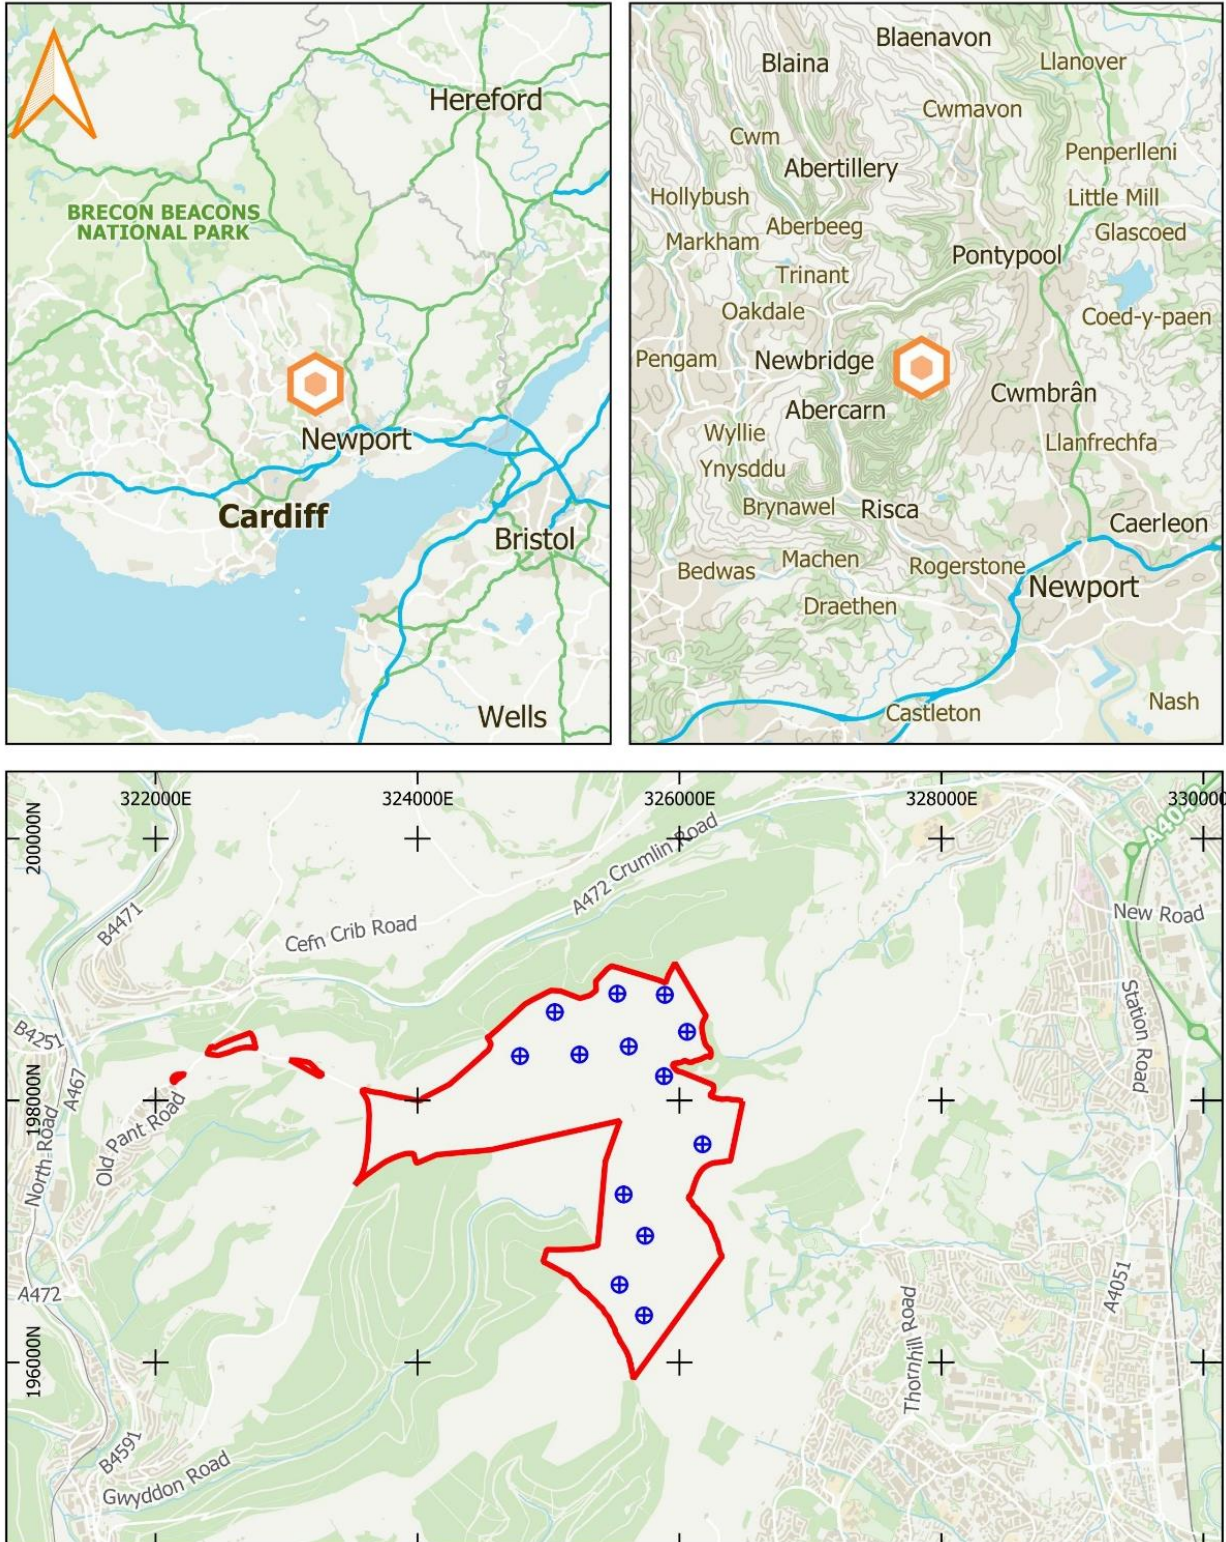 Hereford
BRECON BEACONS
NATIONAL PARK
Newport
Cardiff
Bristol
Wells
Blaenavon
Blaina
Llanover
Cwmavon
Cwm
Penperlleni
Abertillery
Hollybush
Little Mill
Aberbeeg
Glascoed
Markham
Pontypool
Trinant
Oakdale
Coed-y-paen
Pengam
Newbridge
Cwmbrân
Abercarn
Wyllie
Llanfrechfa
Ynysddu
Brynawel
Risca
Caerleon
Machen
Rogerstone
Bedwas
Newport
Draethen
Nash
Castleton
322000E
324000E
326000E
328000E
200000N
A472 Crumlin Road
B4471
Cefn Crib Road
New Road
Station Road
B4251
A467
198000N
Old Pant Road
North Road
A472
A4051
Thornhill Road
196000N
B4591
Gwyddon Road